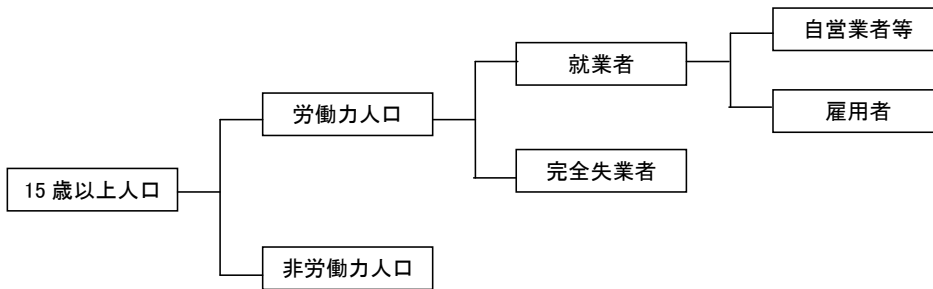 15 歳以上人口
労働力人口
非労働力人口
就業者
完全失業者
自営業者等
雇用者